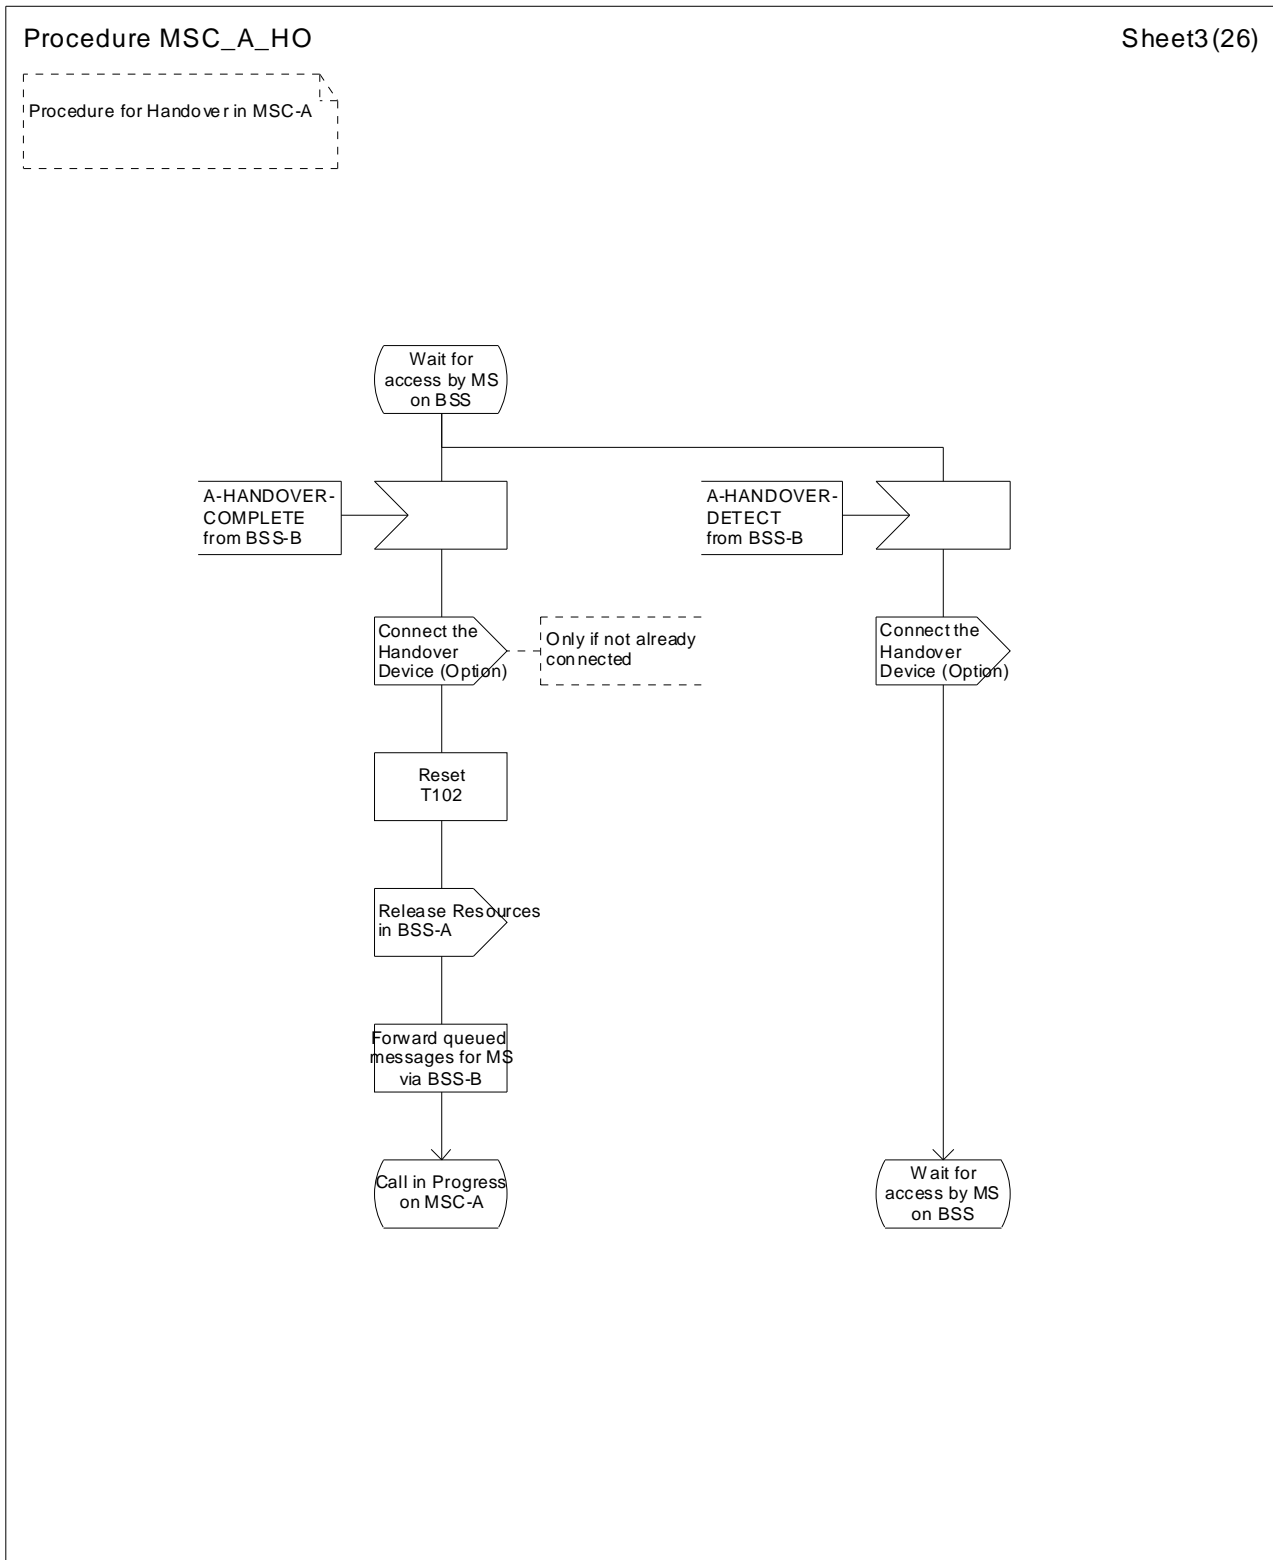 Procedure MSC_A_HO
Sheet3(26)
Procedure for Handover in MSC-A
Wait for
access by MS
on BSS
A-HANDOVER-
COMPLETE
from BSS-B
A-HANDOVER-
DETECT
from BSS-B
Connect the
Handover
Device (Option)
Only if not already
connected
Connect the
Handover
Device (Option)
Reset
T102
Release Resources
in BSS-A
Forward queued
messages for MS
via BSS-B
Call in Progress
on MSC-A
Wait for
access by MS
on BSS